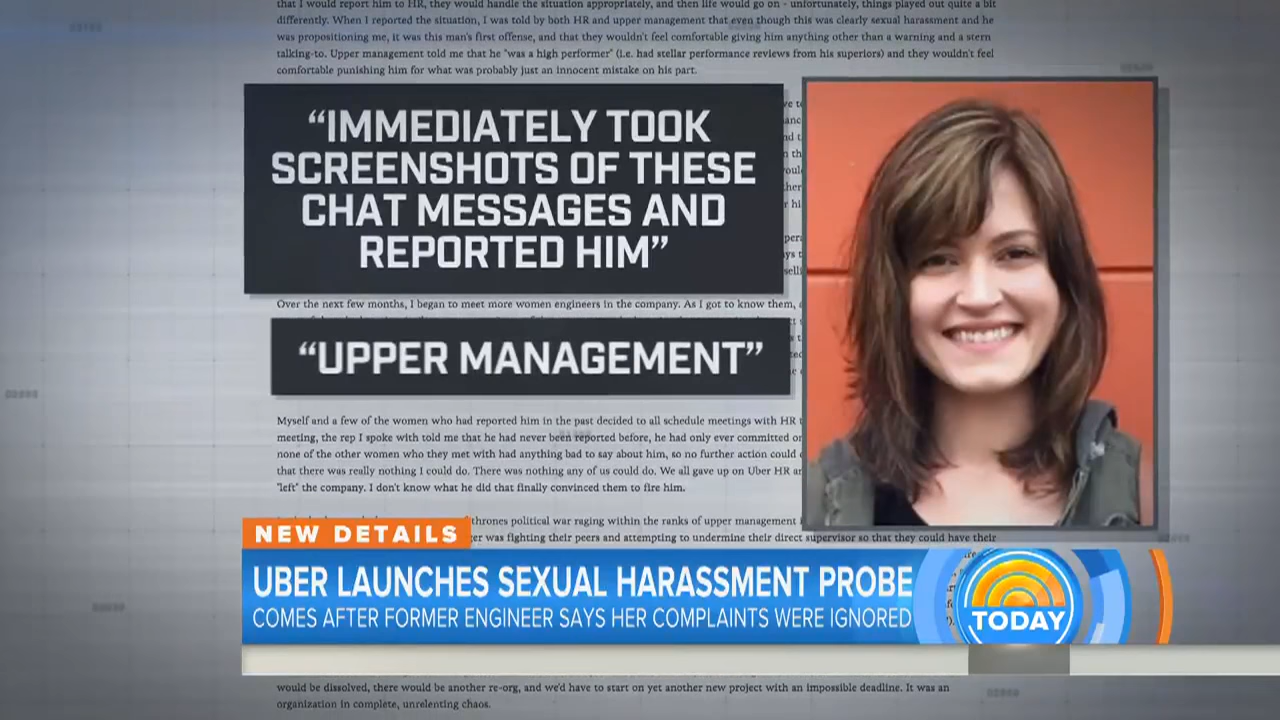 that I would report him to HR, they would handle the situation appropriately, and then life would go on - unfortunately, things played out quite a bit
differently. When I reported the situation, I was told by both HR and upper management that even though this was clearly sexual harassment and he
was propositioning me, it was this man's first offense, and that they wouldn't feel comfortable giving him anything other than a warning and a stern
talking-to. Upper management told me that he "was a high performer" (i.e. had stellar performance reviews from his superiors) and they wouldn't feel
comfortable punishing him for what was probably just an innocent mistake on his part.
“IMMEDIATELY TOOK
SCREENSHOTS OF THESE
CHAT MESSAGES AND
REPORTED HIM”
Over the next few months, I began to meet more women engineers in the company. As I got to know them,
“UPPER MANAGEMENT”
Myself and a few of the women who had reported him in the past decided to all schedule meetings with HR
meeting, the rep I spoke with told me that he had never been reported before, he had only ever committed
none of the other women who they met with had anything bad to say about him, so no further action could
that there was really nothing I could do. There was nothing any of us could do. We all gave up on Uber HR
"left" the company. I don't know what he did that finally convinced them to fire him.
thrones political war raging within the ranks of upper management
NEW DETAILS
was fighting their peers and attempting to undermine their direct supervisor so that they could have their
UBER LAUNCHES SEXUAL HARASSMENT PROBE
COMES AFTER FORMER ENGINEER SAYS HER COMPLAINTS WERE IGNORED
TODAY
would be dissolved, there would be another re-org, and we'd have to start on yet another new project with an impossible deadline. It was an
organization in complete, unrelenting chaos.